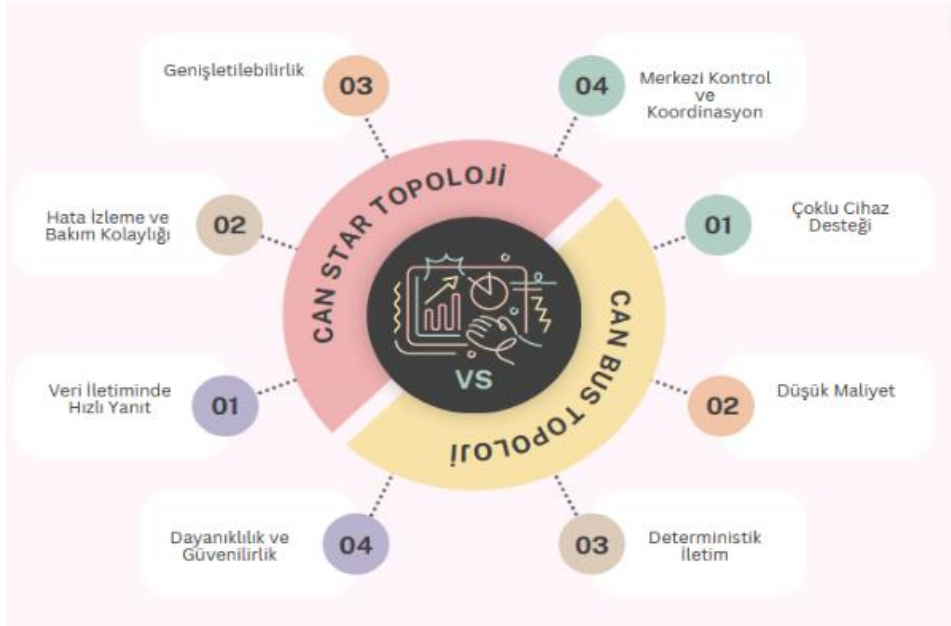 Genişletilebilirlik
03
04
Merkezi Kontrol
ve
Koordinasyon
Hata İzleme ve
Bakım Kolaylığı
02
01
Çoklu Cihaz
Desteği
CAN STAR TOPOLOJİ
VS
CAN BUS TOPOLOJİ
Veri İletiminde
Hızlı Yanıt
01
02
Düşük Maliyet
Dayanıklılık ve
Güvenilirlik
04
03
Deterministik
İletim